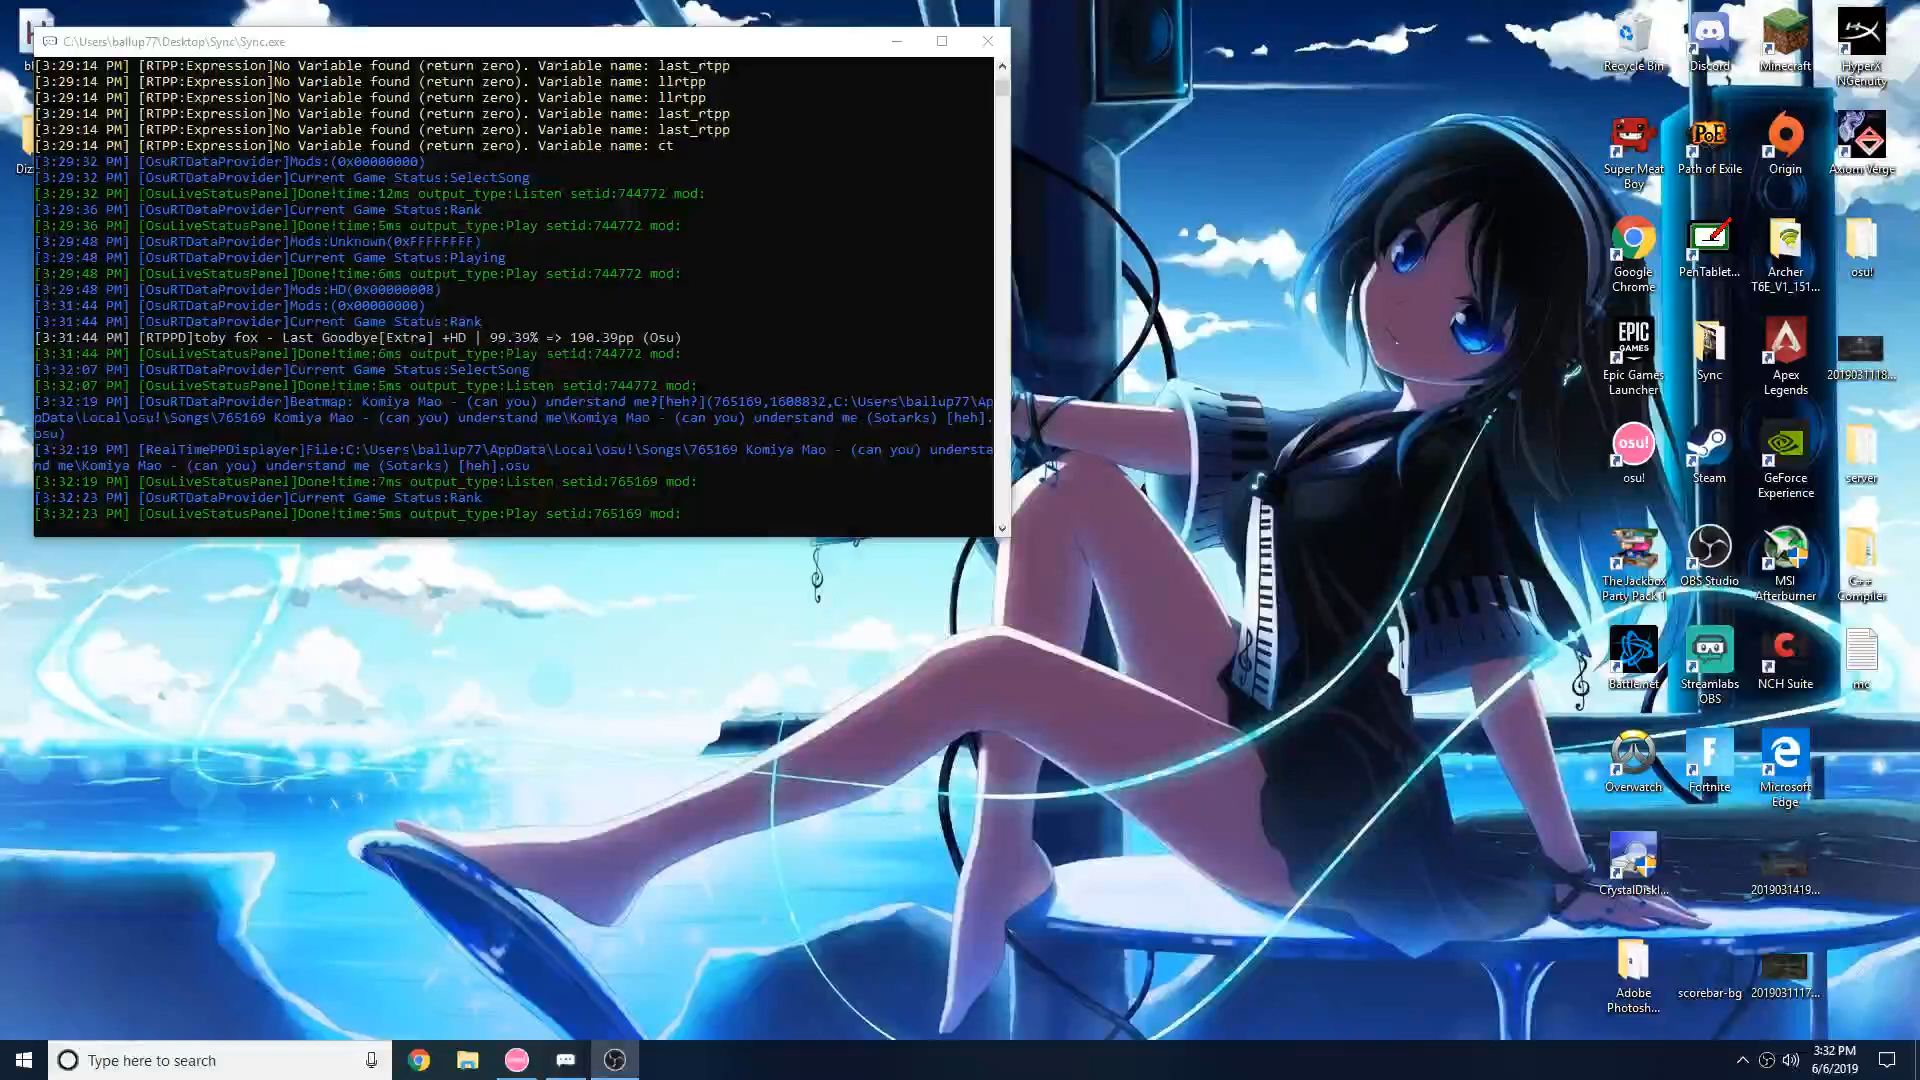 C:\Users\ballup77\Desktop\Sync\Sync.exe
[3:29:14 PM] [RTPP:Expression]No Variable found (return zero). Variable name: last_rtpp
[3:29:14 PM] [RTPP:Expression]No Variable found (return zero). Variable name: llrtpp
[3:29:14 PM] [RTPP:Expression]No Variable found (return zero). Variable name: llrtpp
[3:29:14 PM] [RTPP:Expression]No Variable found (return zero). Variable name: last_rtpp
[3:29:14 PM] [RTPP:Expression]No Variable found (return zero). Variable name: last_rtpp
[3:29:14 PM] [RTPP:Expression]No Variable found (return zero). Variable name: ct
[3:29:32 PM] [OsuRTDataProvider]Mods:(0x00000000)
[3:29:32 PM] [OsuRTDataProvider]Current Game Status:SelectSong
[3:29:32 PM] [OsuLiveStatusPanel]Done!time:12ms output_type:Listen setid:744772 mod:
[3:29:36 PM] [OsuRTDataProvider]Current Game Status:Rank
[3:29:36 PM] [OsuLiveStatusPanel]Done!time:5ms output_type:Play setid:744772 mod:
[3:29:48 PM] [OsuRTDataProvider]Mods:Unknown(0xFFFFFFFF)
[3:29:48 PM] [OsuRTDataProvider]Current Game Status:Playing
[3:29:48 PM] [OsuLiveStatusPanel]Done!time:6ms output_type:Play setid:744772 mod:
[3:29:48 PM] [OsuRTDataProvider]Mods:HD(0x00000008)
[3:31:44 PM] [OsuRTDataProvider]Mods:(0x00000000)
[3:31:44 PM] [OsuRTDataProvider]Current Game Status:Rank
[3:31:44 PM] [RTPPD]toby fox - Last Goodbye[Extra] +HD | 99.39% => 190.39pp (Osu)
[3:31:44 PM] [OsuLiveStatusPanel]Done!time:6ms output_type:Play setid:744772 mod:
[3:32:07 PM] [OsuRTDataProvider]Current Game Status:SelectSong
[3:32:07 PM] [OsuLiveStatusPanel]Done!time:5ms output_type:Listen setid:744772 mod:
[3:32:19 PM] [OsuRTDataProvider]Beatmap: Komiya Mao - (can you) understand me?[heh?](765169,1608832,C:\Users\ballup77\Ap
pData\Local\osu!\Songs\765169 Komiya Mao - (can you) understand me\Komiya Mao - (can you) understand me (Sotarks) [heh].
osu)
[3:32:19 PM] [RealTimePPDisplayer]File:C:\Users\ballup77\AppData\Local\osu!\Songs\765169 Komiya Mao - (can you) understa
nd me\Komiya Mao - (can you) understand me (Sotarks) [heh].osu
[3:32:19 PM] [OsuLiveStatusPanel]Done!time:7ms output_type:Listen setid:765169 mod:
[3:32:23 PM] [OsuRTDataProvider]Current Game Status:Rank
[3:32:23 PM] [OsuLiveStatusPanel]Done!time:5ms output_type:Play setid:765169 mod:
Recycle Bin
Discord
Minecraft
HyperX
NGenuity
Super Meat
Boy
Path of Exile
Origin
Axiom Verge
Google
Chrome
PenTablet...
Archer
T6E_V1_151...
osu!
EPIC
GAMES
Epic Games
Launcher
Sync
Apex
Legends
2019031118...
osu!
osu!
Steam
GeForce
Experience
server
The Jackbox
Party Pack 1
OBS Studio
MSI
Afterburner
C++
Compiler
Battle.net
Streamlabs
OBS
NCH Suite
mc
Overwatch
Fortnite
Microsoft
Edge
CrystalDiskI...
2019031419...
Adobe
Photosh...
scorebar-bg
2019031117...
Type here to search
3:32 PM
6/6/2019